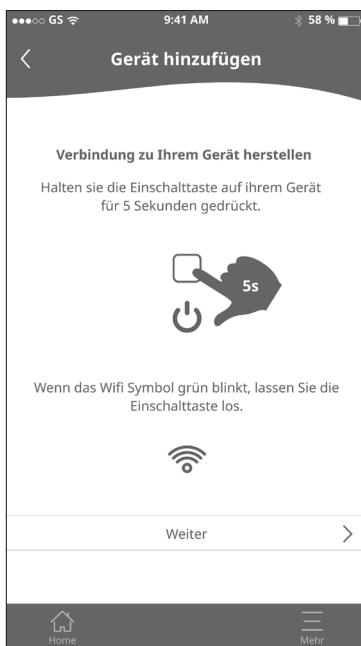 GS 9:41 AM 58 %
Gerät hinzufügen
Verbindung zu Ihrem Gerät herstellen
Halten sie die Einschalttaste auf ihrem Gerät
für 5 Sekunden gedrückt.
5s
Wenn das Wifi Symbol grün blinkt, lassen Sie die
Einschalttaste los.
Weiter
Home Mehr